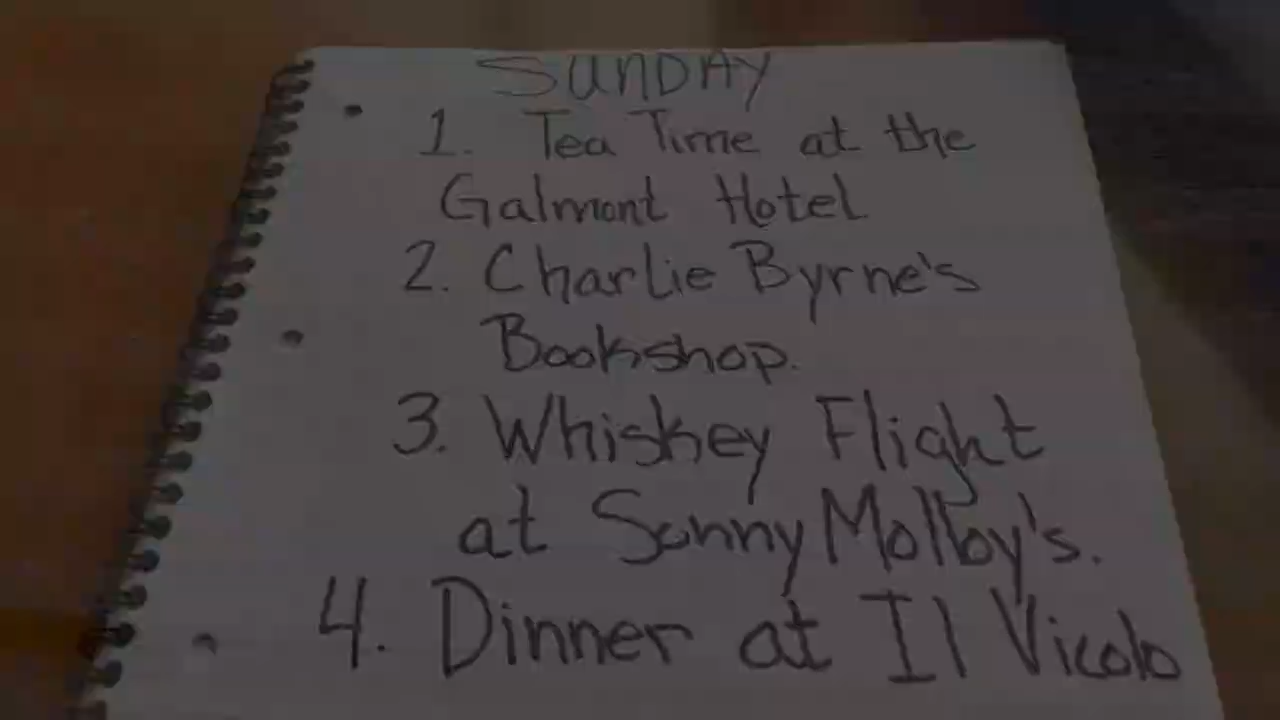 SUNDAY
1. Tea Time at the
Galmont Hotel
2. Charlie Byrne's
Bookshop.
3. Whiskey Flight
at Sonny Molloy's.
4. Dinner at Il Vicolo